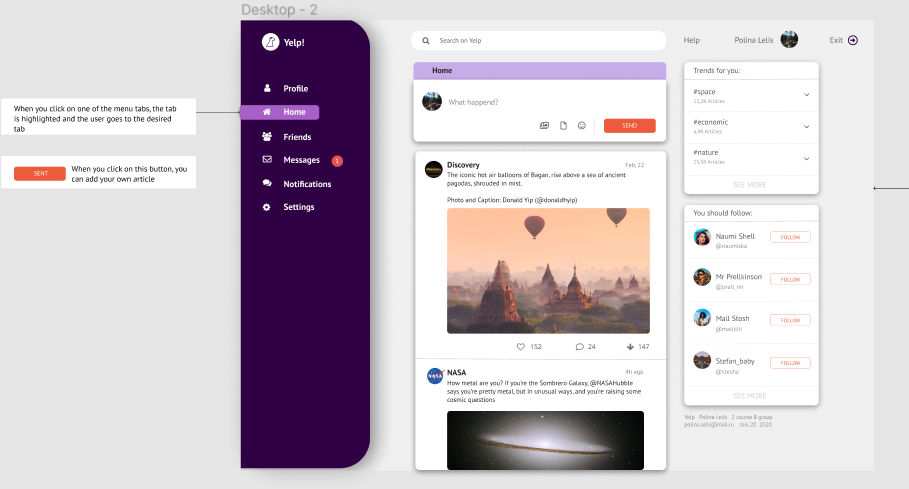 Desktop - 2
Yelp!
Search on Yelp
Help
Polina Lelis
Exit
Profile
Home
Friends
Messages
1
Notifications
Settings
When you click on one of the menu tabs, the tab
is highlighted and the user goes to the desired
tab
SENT
When you click on this button, you
can add your own article
Home
What happend?
SEND
Discovery
Feb, 22
The iconic hot air balloons of Bagan, rise above a sea of ancient
pagodas, shrouded in mist.
Photo and Caption: Donald Yip (@donaldhyip)
152
24
147
NASA
NASA
4h ago
How metal are you? If you're the Sombrero Galaxy, @NASAHubble
says you're pretty metal, but in unusual ways, and you're raising some
cosmic questions
Trends for you:
#space
#economic
6,9K Articles
#nature
15,5K Articles
SEE MORE
You should follow:
Naumi Shell
@naumiska
FOLLOW
Mr Prellkinson
@prell_rer
FOLLOW
Mall Stosh
FOLLOW
Stefan_baby
@stesha
FOLLOW
SEE MORE
Yelp Polina Lelis 2 course 8 group
polina.lelis@mail.ru Jan, 20 2020